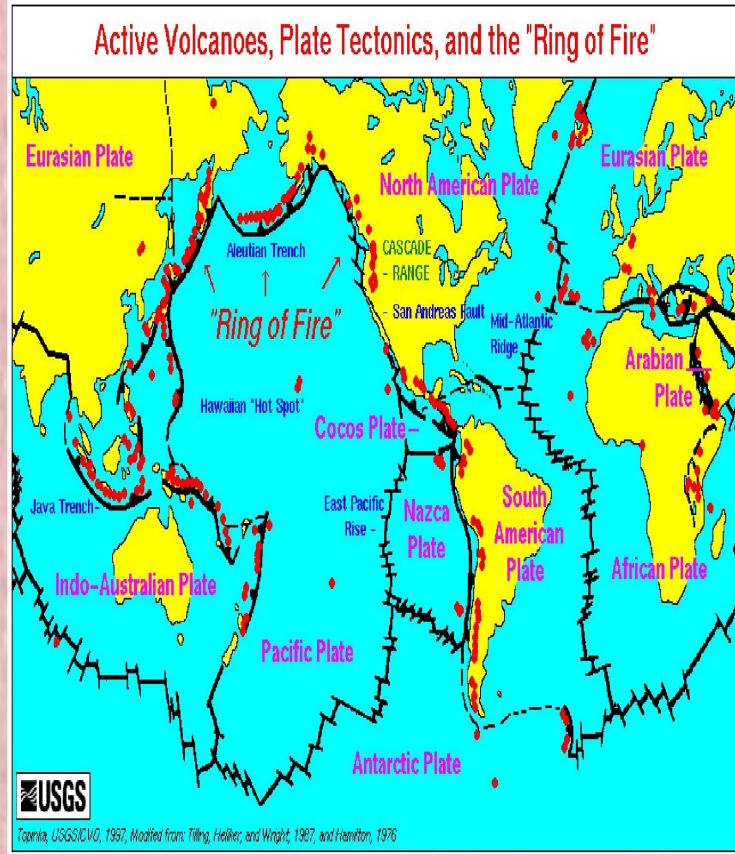 Active Volcanoes, Plate Tectonics, and the "Ring of Fire"
Eurasian Plate
North American Plate
Eurasian Plate
Aleutian Trench
CASCADE
- RANGE
"Ring of Fire"
- San Andreas Fault
Mid-Atlantic
Ridge
Arabian
Plate
Hawaiian "Hot Spot"
Cocos Plate
Java Trench
East Pacific
Rise -
Nazca
Plate
South
American
Plate
Indo-Australian Plate
African Plate
Pacific Plate
Antarctic Plate
USGS
Topinka, USGS/CVO, 1997, Modified from: Tilling, Heliker, and Wright, 1987, and Hamilton, 1976